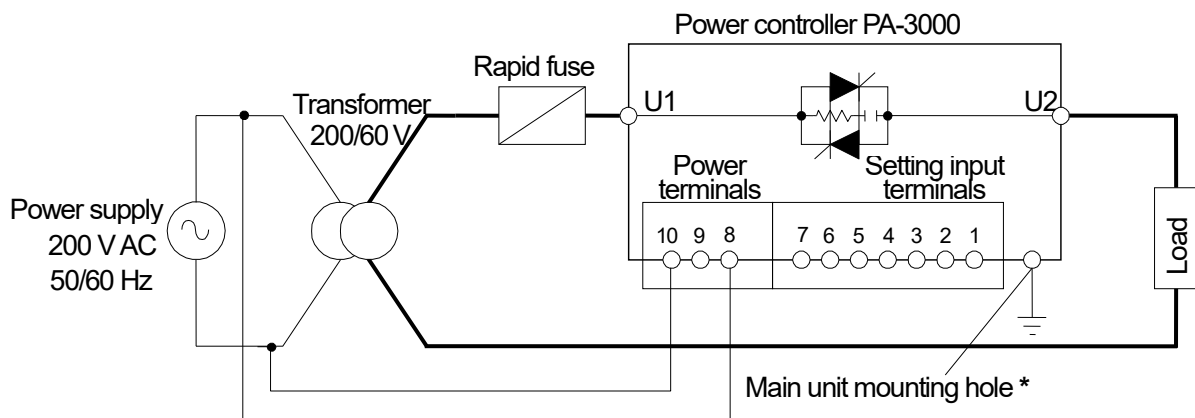 Power controller PA-3000
Rapid fuse
Transformer
200/60 V
U1
U2
Power
terminals
Setting input
terminals
Power supply
200 V AC
50/60 Hz
10 9 8 7 6 5 4 3 2 1
Load
Main unit mounting hole *